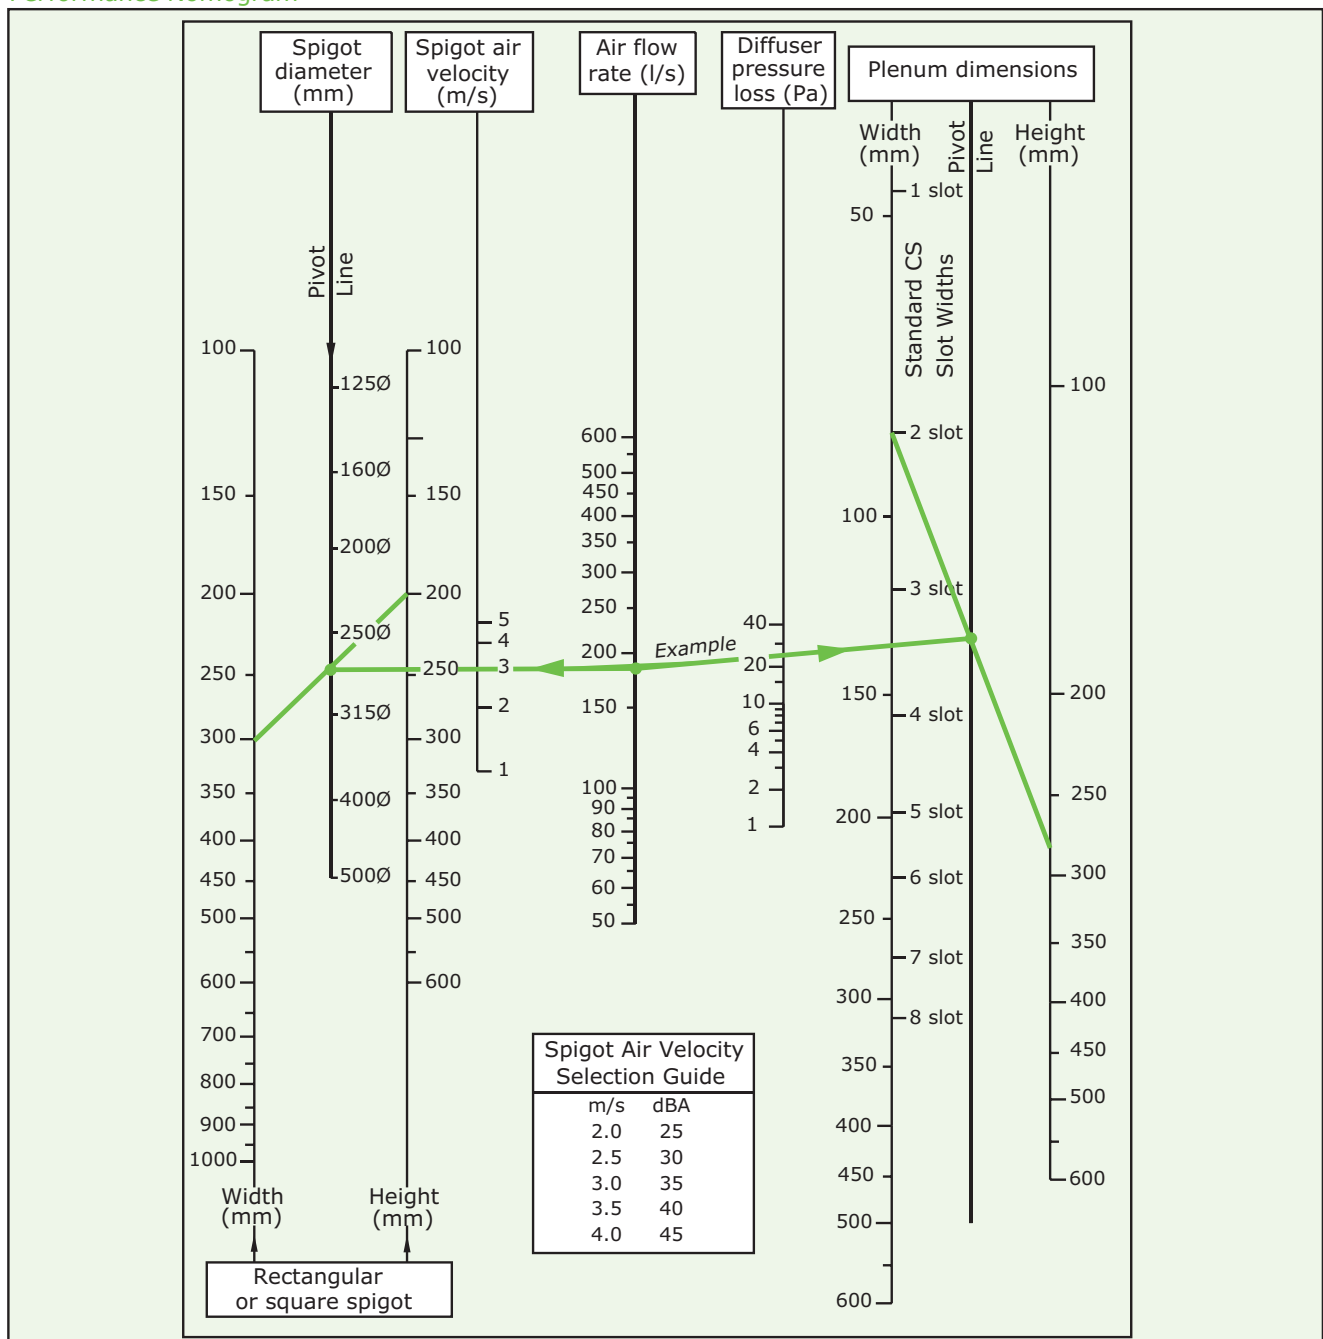 Performance Nomogram
Spigot
diameter
(mm)
Spigot air
velocity
(m/s)
Air flow
rate (l/s)
Diffuser
pressure
loss (Pa)
Plenum dimensions
Width
(mm)
Pivot
Line
Height
(mm)
1 slot
50
Standard CS
Slot Widths
Pivot
Line
100
125Ø
160Ø
150
200Ø
200
250Ø
250
315Ø
300
350
400Ø
400
450
500Ø
500
600
700
800
900
1000
100
150
200
250
300
350
400
450
500
600
5
4
3
2
1
600
500
450
400
350
300
250
200
150
100
90
80
70
60
50
Example
40
20
10
6
4
2
1
2 slot
100
3 slot
150
4 slot
200
5 slot
6 slot
250
7 slot
300
8 slot
350
400
450
500
600
100
200
250
300
350
400
450
500
600
Spigot Air Velocity
Selection Guide
m/s dBA
2.0 25
2.5 30
3.0 35
3.5 40
4.0 45
Width
(mm)
Height
(mm)
Rectangular
or square spigot